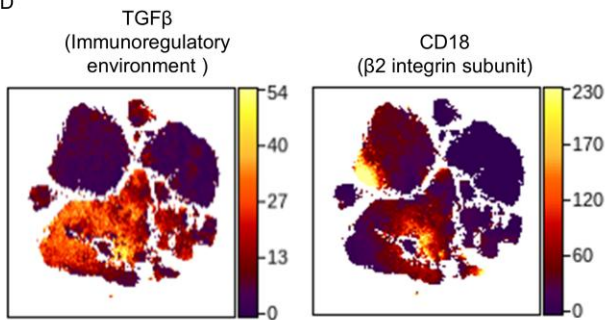 D
TGFβ
(Immunoregulatory
environment )
54
40
27
13
0
CD18
(β2 integrin subunit)
230
170
120
60
0